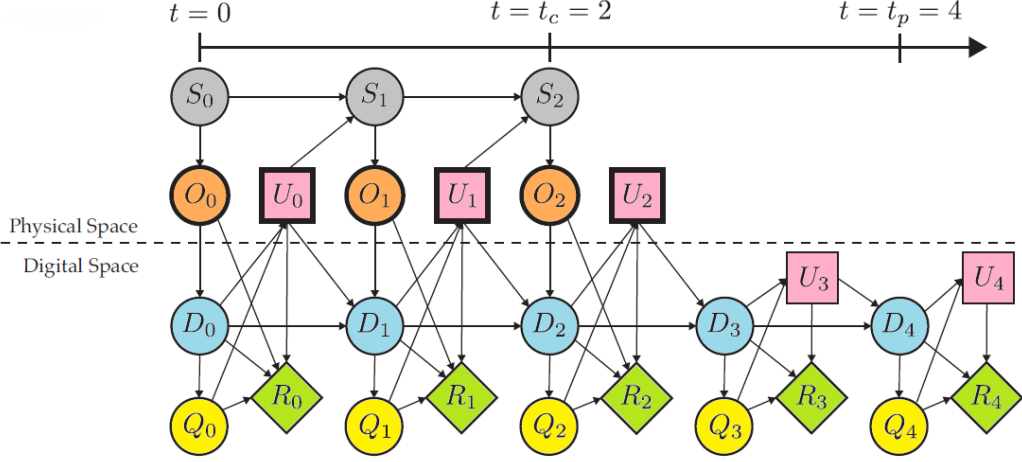 t = 0 t = t_c = 2 t = t_p = 4
S_0 S_1 S_2
O_0 U_0 O_1 U_1 O_2 U_2
Physical Space
Digital Space
U_3 U_4
D_0 D_1 D_2 D_3 D_4
R_0 R_1 R_2 R_3 R_4
Q_0 Q_1 Q_2 Q_3 Q_4